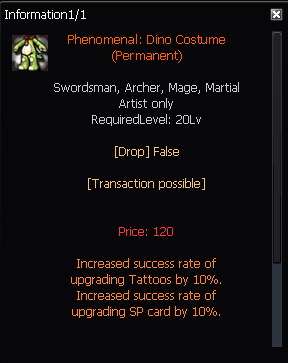 Information1/1
Phenomenal: Dino Costume
(Permanent)
Swordsman, Archer, Mage, Martial
Artist only
RequiredLevel: 20Lv
[Drop] False
[Transaction possible]
Price: 120
Increased success rate of
upgrading Tattoos by 10%.
Increased success rate of
upgrading SP card by 10%.